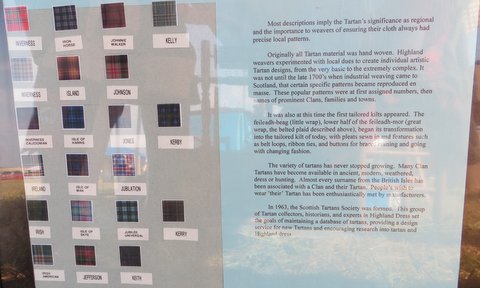 INVERNESS
IRON HORSE
JOHNNIE WALKER
KELLY
INVERNESS
ISLAND
JOHNSON
INVERNESS CALEDONIAN
ISLE OF HARRIS
JONES
KERBY
IRELAND
ISLE OF MAN
JUBILATION
IRISH
ISLE OF SKYE
JUBILEE UNIVERSAL
KERRY
IRISH AMERICAN
JEFFERSON
KEITH
Most descriptions imply the Tartan's significance as regional
and the importance to weavers of ensuring their cloth always had
precise local patterns.
Originally all Tartan material was hand woven. Highland
weavers experimented with local dues to create individual artistic
Tartan designs, from the very basic to the extremely complex. It
was not until the late 1700's when industrial weaving came to
Scotland, that certain specific patterns became reproduced en
masse. These popular patterns were at first assigned numbers, then
names of prominent Clans, families and towns.
It was also at this time the first tailored kilts appeared. The
feileadh-beag (little wrap), lower half of the feileadh-mor (great
wrap, the belted plaid described above), began its transformation
into the tailored kilt of today, with pleats sewn in and features such
as belt loops, ribbon ties, and buttons for braces coming and going
with changing fashion.
The variety of tartans has never stopped growing. Many Clan
Tartans have become available in ancient, modern, weathered,
dress or hunting. Almost every surname from the British Isles has
been associated with a Clan and their Tartan. People's wish to
wear 'their' Tartan has been enthusiastically met by manufacturers.
In 1963, the Scottish Tartans Society was formed. This group
of Tartan collectors, historians, and experts in Highland Dress set
the goals of maintaining a database of tartans, providing a design
service for new Tartans and encouraging research into tartan and
Highland dress.